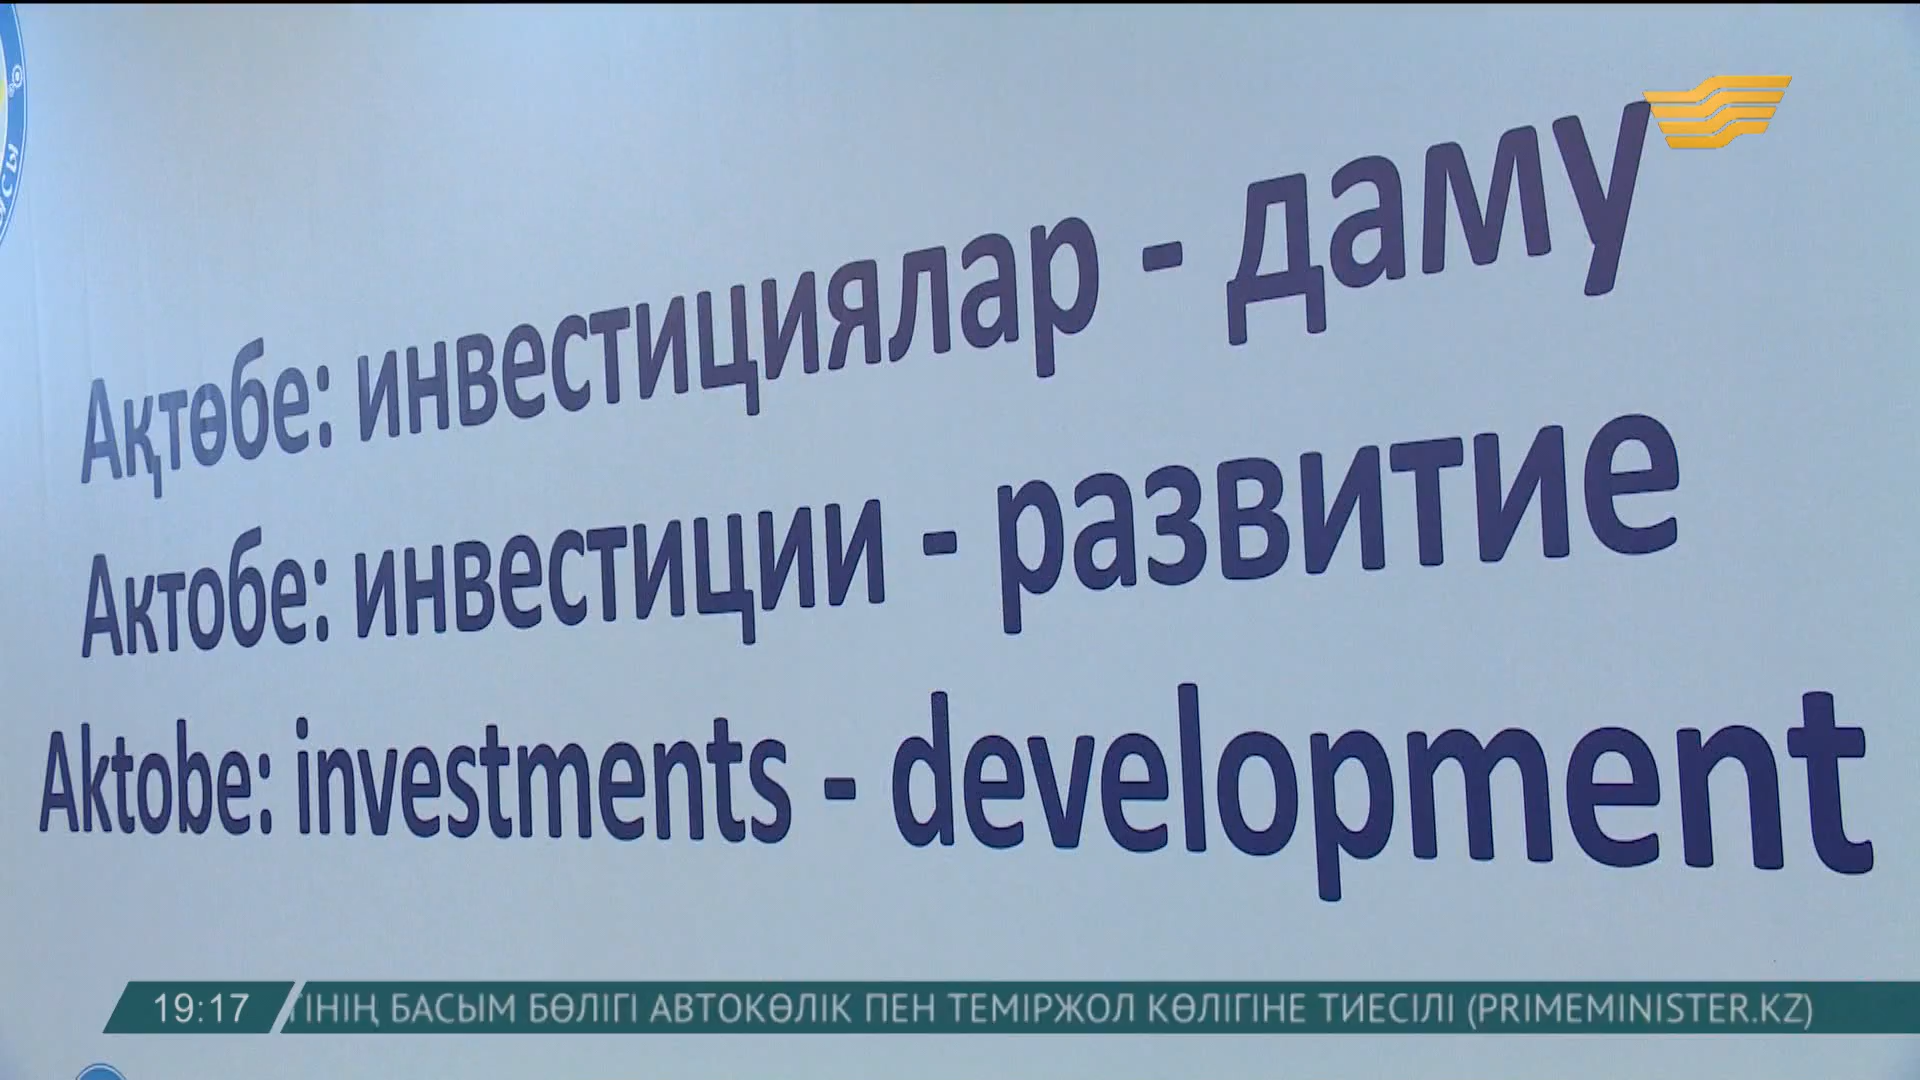 Ақтөбе: инвестициялар - даму
Актобе: инвестиции - развитие
Aktobe: investments - development
19:17 БАСЫМ БӨЛІГІ АВТОКӨЛІК ПЕН ТЕМІРЖОЛ КӨЛІГІНЕ ТИЕСІЛІ (PRIMEMINISTER.KZ)